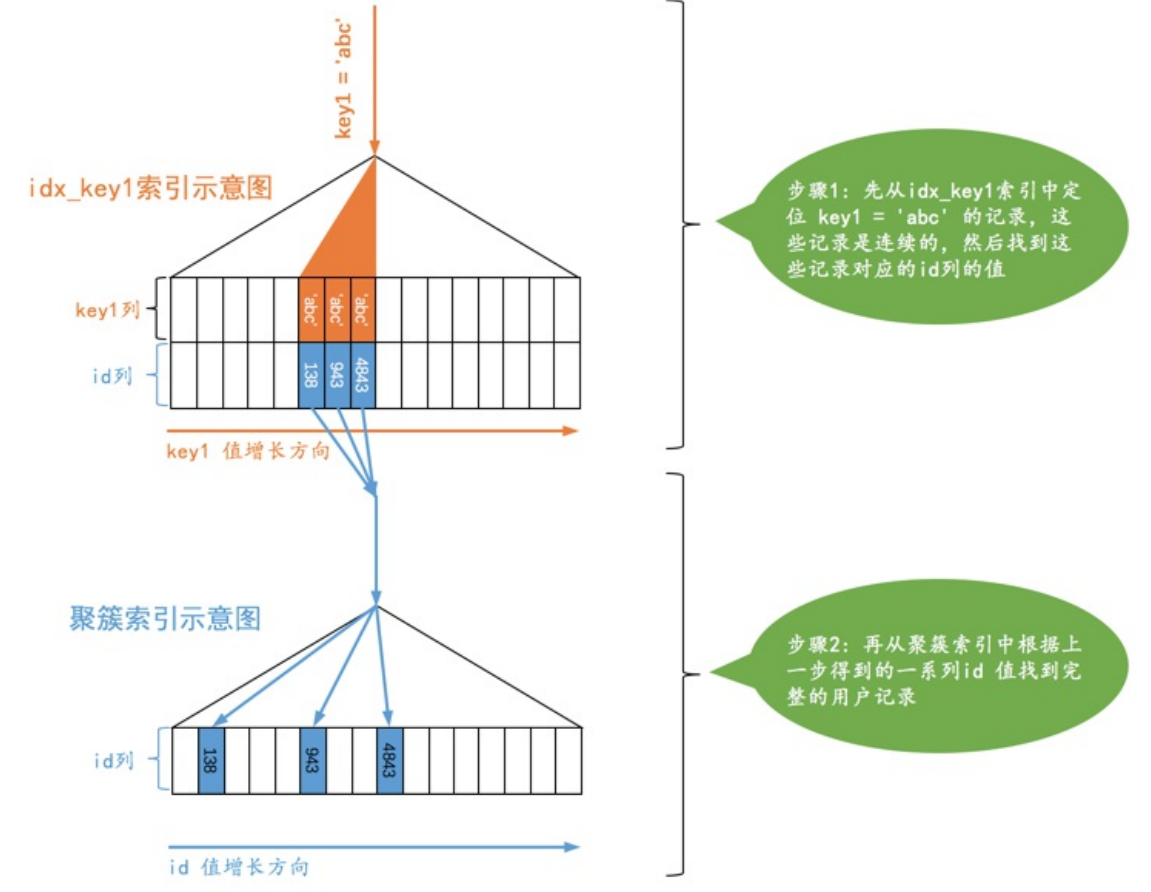 key1 = 'abc'
idx_key1索引示意图
步骤1: 先从idx_key1索引中定
位 key1 = 'abc' 的记录, 这
些记录是连续的, 然后找到这
些记录对应的id列的值
key1列
'abc'
'abc'
'abc'
id列
138
943
4843
key1 值增长方向
聚簇索引示意图
步骤2: 再从聚簇索引中根据上
一步得到的一系列id 值找到完
整的用户记录
id列
138
943
4843
id 值增长方向